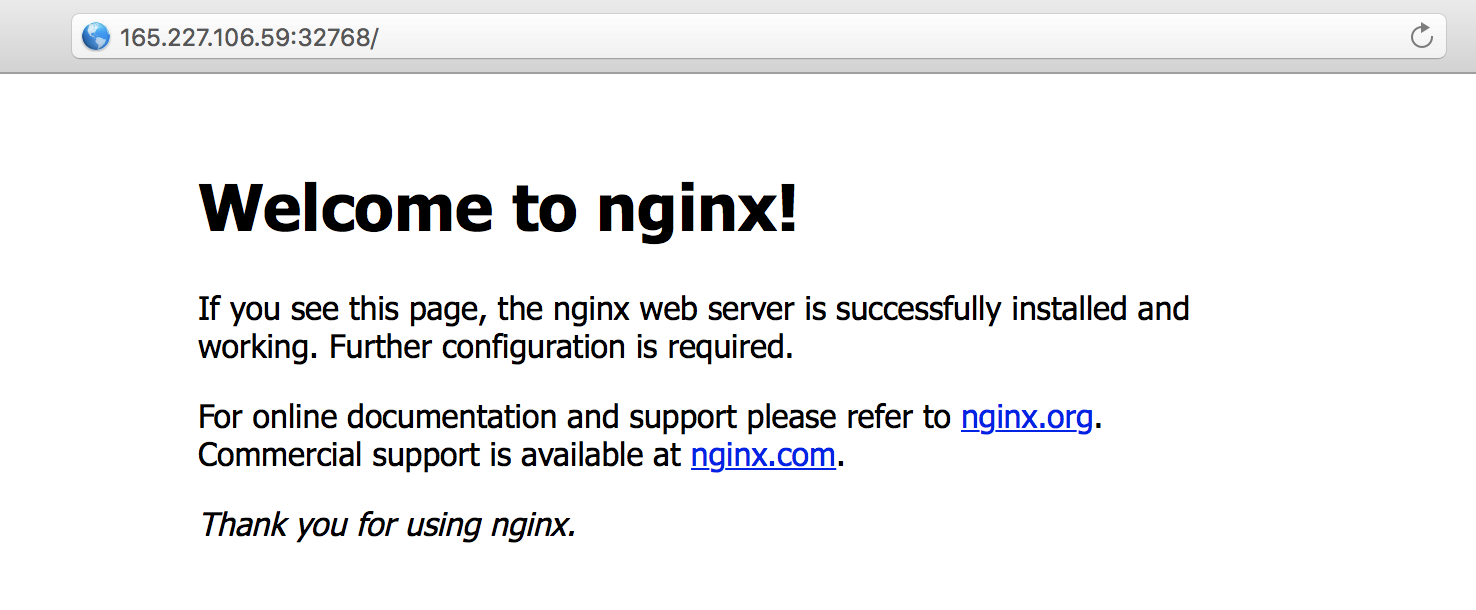 165.227.106.59:32768/
Welcome to nginx!
If you see this page, the nginx web server is successfully installed and
working. Further configuration is required.
For online documentation and support please refer to nginx.org.
Commercial support is available at nginx.com.
Thank you for using nginx.